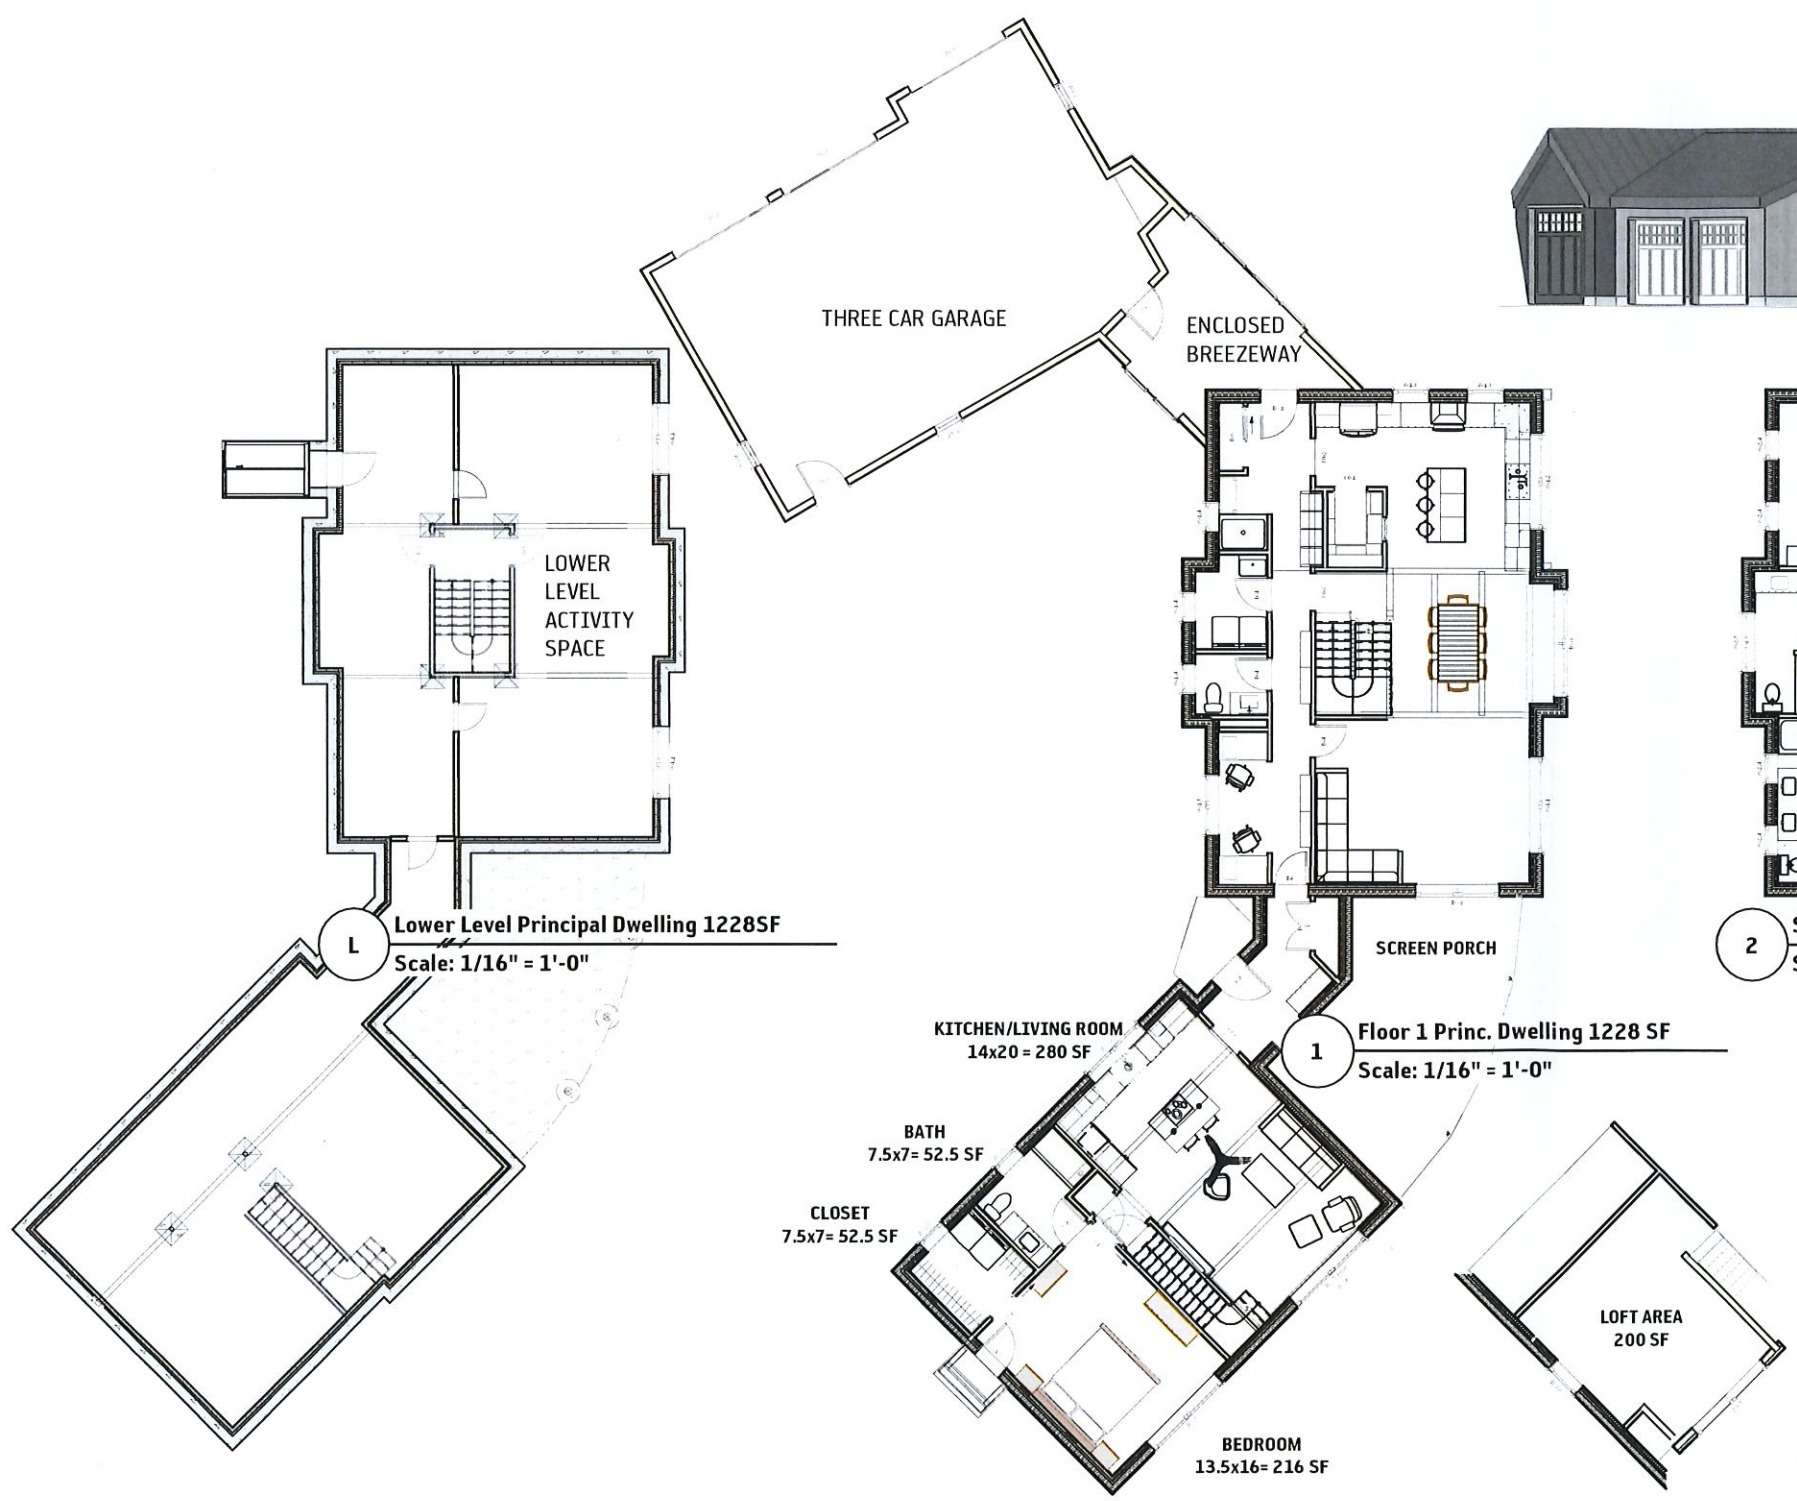 THREE CAR GARAGE
ENCLOSED
BREEZEWAY
LOWER
LEVEL
ACTIVITY
SPACE
L
Lower Level Principal Dwelling 1228SF
Scale: 1/16" = 1'-0"
SCREEN PORCH
2
1
Floor 1 Princ. Dwelling 1228 SF
Scale: 1/16" = 1'-0"
KITCHEN/LIVING ROOM
14x20 = 280 SF
BATH
7.5x7= 52.5 SF
CLOSET
7.5x7= 52.5 SF
LOFT AREA
200 SF
BEDROOM
13.5x16= 216 SF